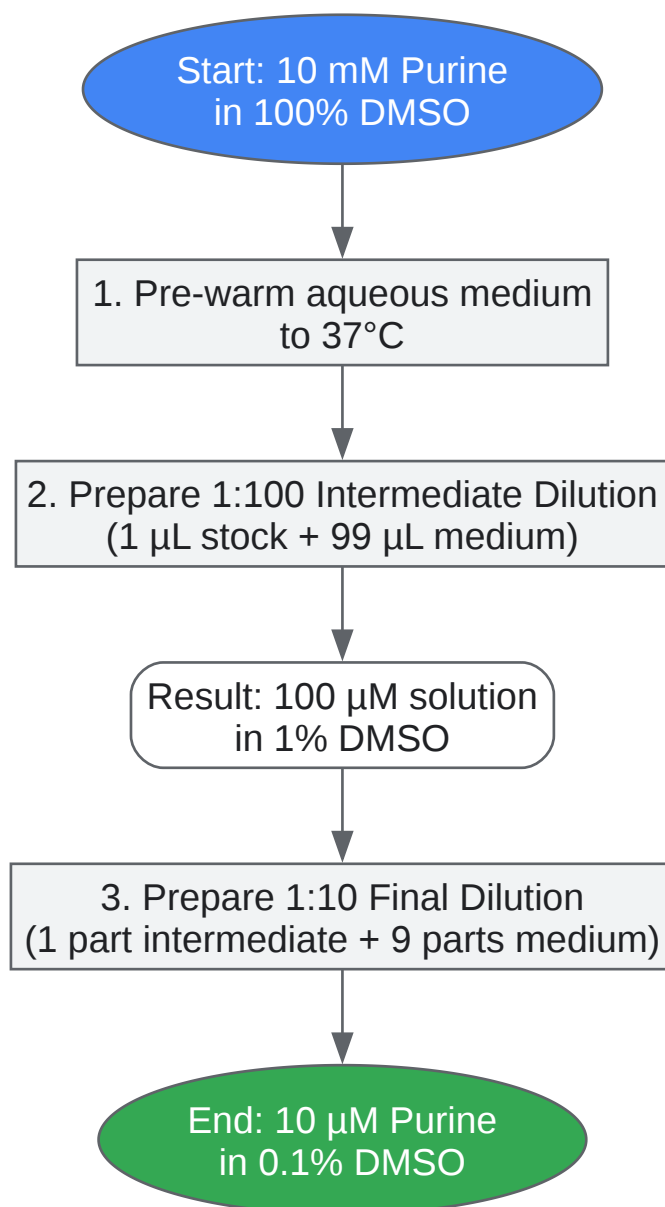 Start: 10 mM Purine
in 100% DMSO
1. Pre-warm aqueous medium
to 37°C
2. Prepare 1:100 Intermediate Dilution
(1 µL stock + 99 µL medium)
Result: 100 µM solution
in 1% DMSO
3. Prepare 1:10 Final Dilution
(1 part intermediate + 9 parts medium)
End: 10 µM Purine
in 0.1% DMSO